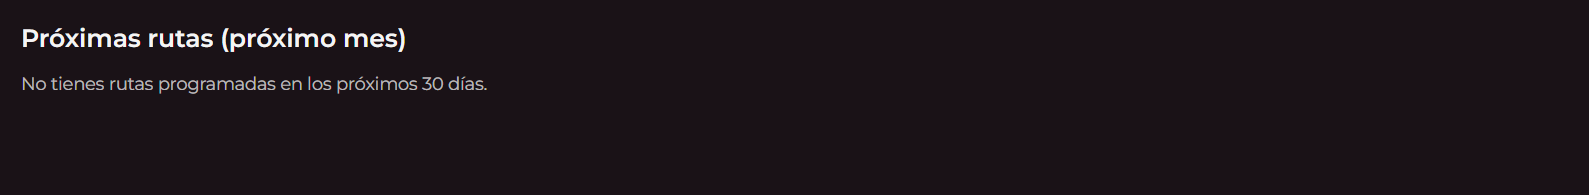 Próximas rutas (próximo mes)
No tienes rutas programadas en los próximos 30 días.